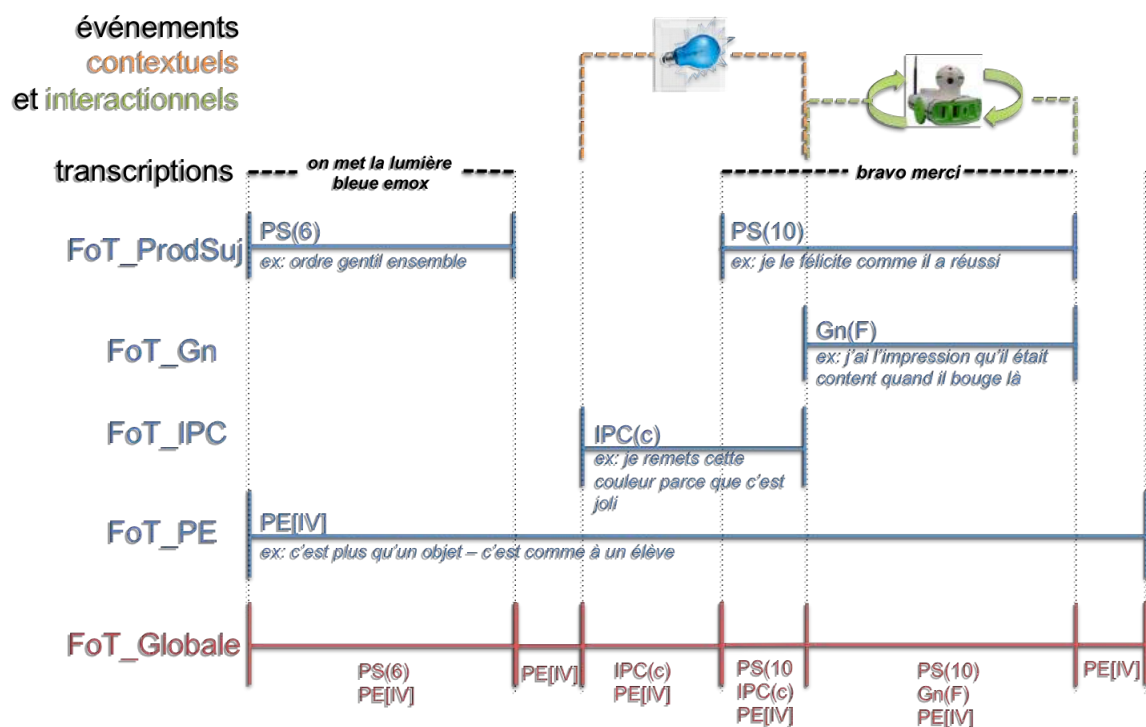 événements
contextuels
et interactionnels
transcriptions
on met la lumière
bleue emox
bravo merci
FoT_ProdSuj
PS(6)
ex: ordre gentil ensemble
PS(10)
ex: je le félicite comme il a réussi
FoT_Gn
Gn(F)
ex: j'ai l'impression qu'il était
content quand il bouge là
FoT_IPC
IPC(c)
ex: je remets cette
couleur parce que c'est
joli
FoT_PE
PE[IV]
ex: c'est plus qu'un objet – c'est comme à un élève
FoT_Globale
PS(6)
PE[IV]
PE[IV]
IPC(c)
PE[IV]
PS(10
IPC(c)
PE[IV]
PS(10)
Gn(F)
PE[IV]
PE[IV]